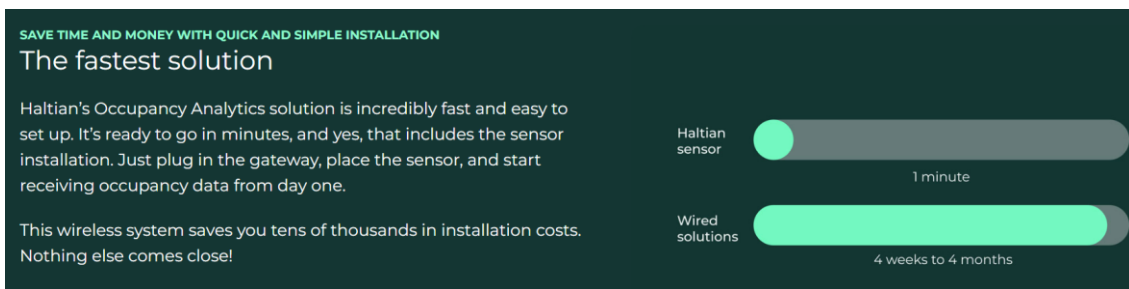 SAVE TIME AND MONEY WITH QUICK AND SIMPLE INSTALLATION
The fastest solution
Haltian's Occupancy Analytics solution is incredibly fast and easy to
set up. It's ready to go in minutes, and yes, that includes the sensor
installation. Just plug in the gateway, place the sensor, and start
receiving occupancy data from day one.
This wireless system saves you tens of thousands in installation costs.
Nothing else comes close!
Haltian
sensor
1 minute
Wired
solutions
4 weeks to 4 months